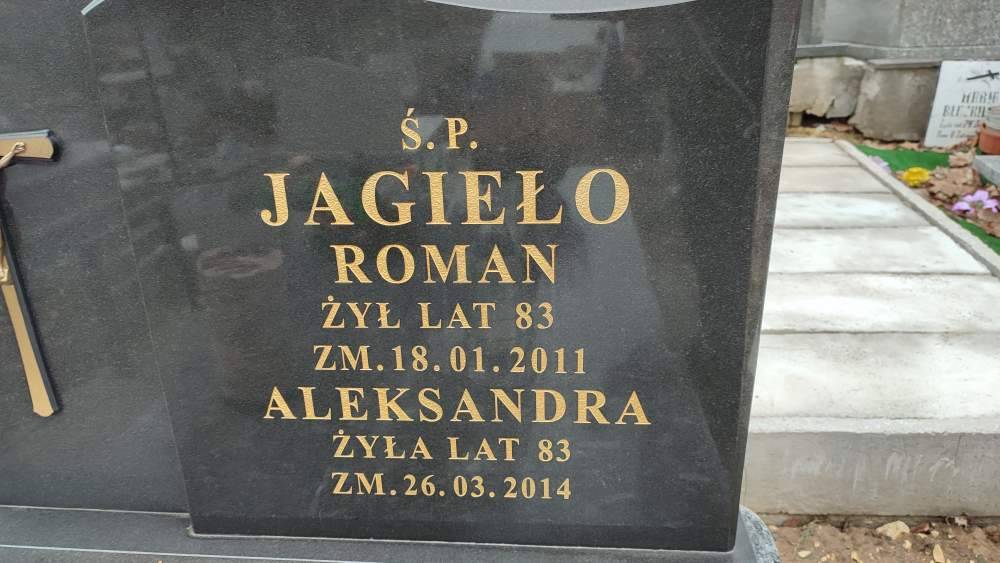 Ś.P.
JAGIEŁO
ROMAN
ŻYŁ LAT 83
ZM.18.01.2011
ALEKSANDRA
ŻYŁA LAT 83
ZM.26.03.2014